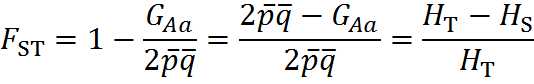 F_ST = 1 − G_Aa / 2p̄q̄ = (2p̄q̄ − G_Aa) / 2p̄q̄ = (H_T − H_S) / H_T